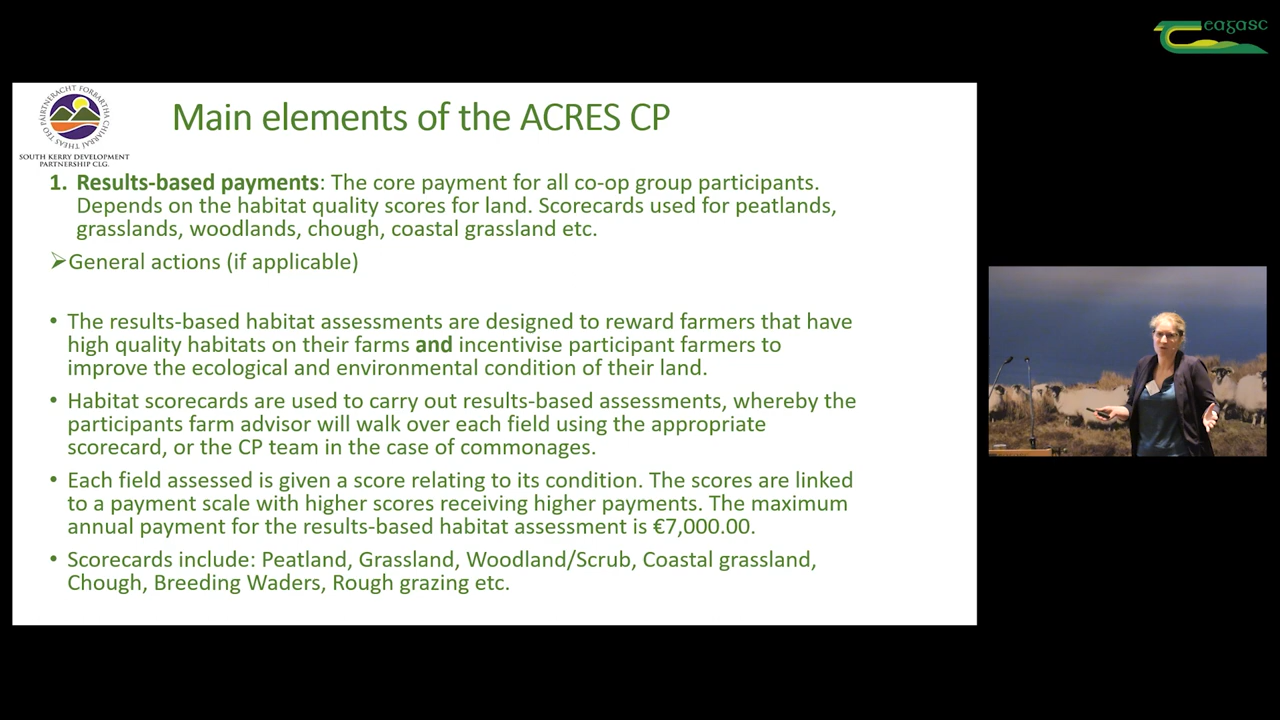 eagasc
PÁIRTNERACHT FORBARTHA CHIARRAÍ THEAS TEO
SOUTH KERRY DEVELOPMENT
PARTNERSHIP CLG.
Main elements of the ACRES CP
1. Results-based payments: The core payment for all co-op group participants.
Depends on the habitat quality scores for land. Scorecards used for peatlands,
grasslands, woodlands, chough, coastal grassland etc.
➢General actions (if applicable)
• The results-based habitat assessments are designed to reward farmers that have
high quality habitats on their farms and incentivise participant farmers to
improve the ecological and environmental condition of their land.
• Habitat scorecards are used to carry out results-based assessments, whereby the
participants farm advisor will walk over each field using the appropriate
scorecard, or the CP team in the case of commonages.
• Each field assessed is given a score relating to its condition. The scores are linked
to a payment scale with higher scores receiving higher payments. The maximum
annual payment for the results-based habitat assessment is €7,000.00.
• Scorecards include: Peatland, Grassland, Woodland/Scrub, Coastal grassland,
Chough, Breeding Waders, Rough grazing etc.